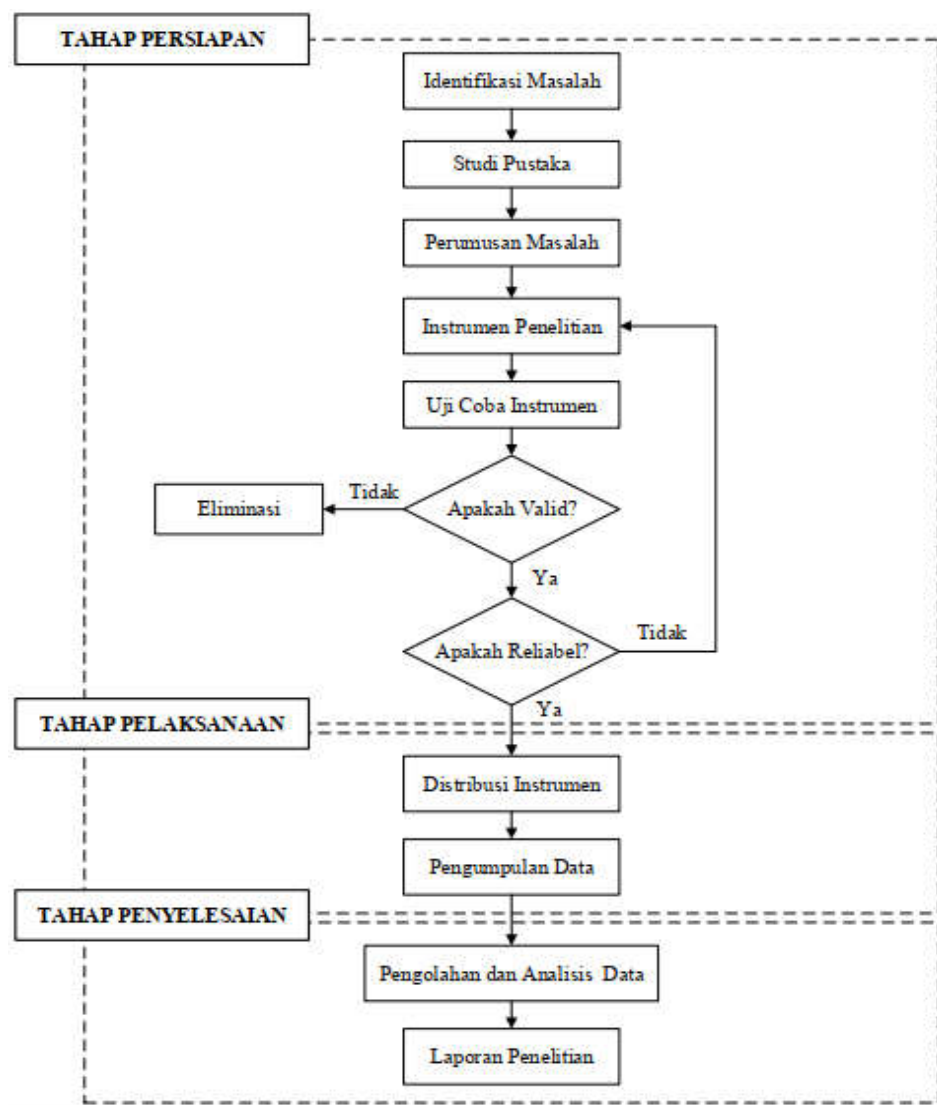 TAHAP PERSIAPAN
Identifikasi Masalah
Studi Pustaka
Perumusan Masalah
Instrumen Penelitian
Uji Coba Instrumen
Apakah Valid?
Tidak
Eliminasi
Ya
Apakah Reliabel?
Tidak
Ya
TAHAP PELAKSANAAN
Distribusi Instrumen
Pengumpulan Data
TAHAP PENYELESAIAN
Pengolahan dan Analisis Data
Laporan Penelitian